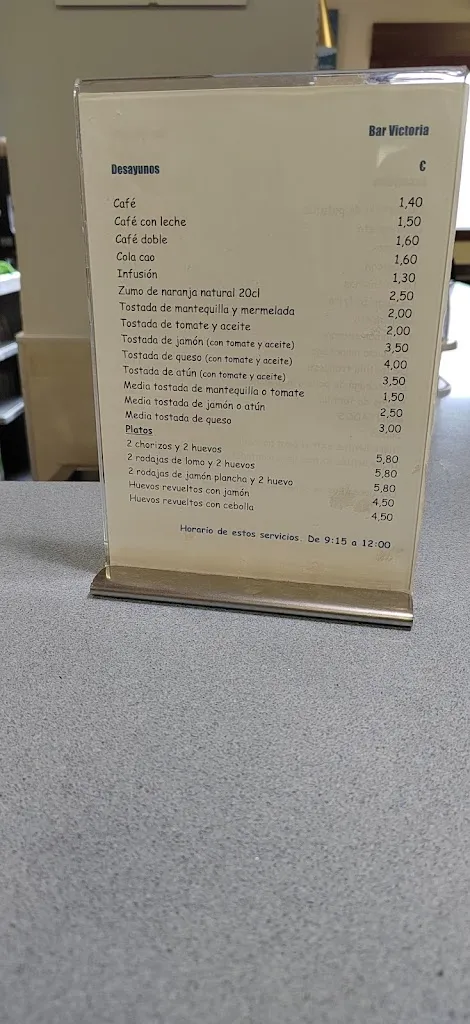 Bar Victoria
Desayunos €
Café 1,40
Café con leche 1,50
Café doble 1,60
Cola cao 1,60
Infusión 1,30
Zumo de naranja natural 20cl 2,50
Tostada de mantequilla y mermelada 2,00
Tostada de tomate y aceite 2,00
Tostada de jamón (con tomate y aceite) 3,50
Tostada de queso (con tomate y aceite) 4,00
Tostada de atún (con tomate y aceite) 3,50
Media tostada de mantequilla o tomate 1,50
Media tostada de jamón o atún 2,50
Media tostada de queso 3,00
Platos
2 chorizos y 2 huevos 5,80
2 rodajas de lomo y 2 huevos 5,80
2 rodajas de jamón plancha y 2 huevo 5,80
Huevos revueltos con jamón 4,50
Huevos revueltos con cebolla 4,50
Horario de estos servicios. De 9:15 a 12:00